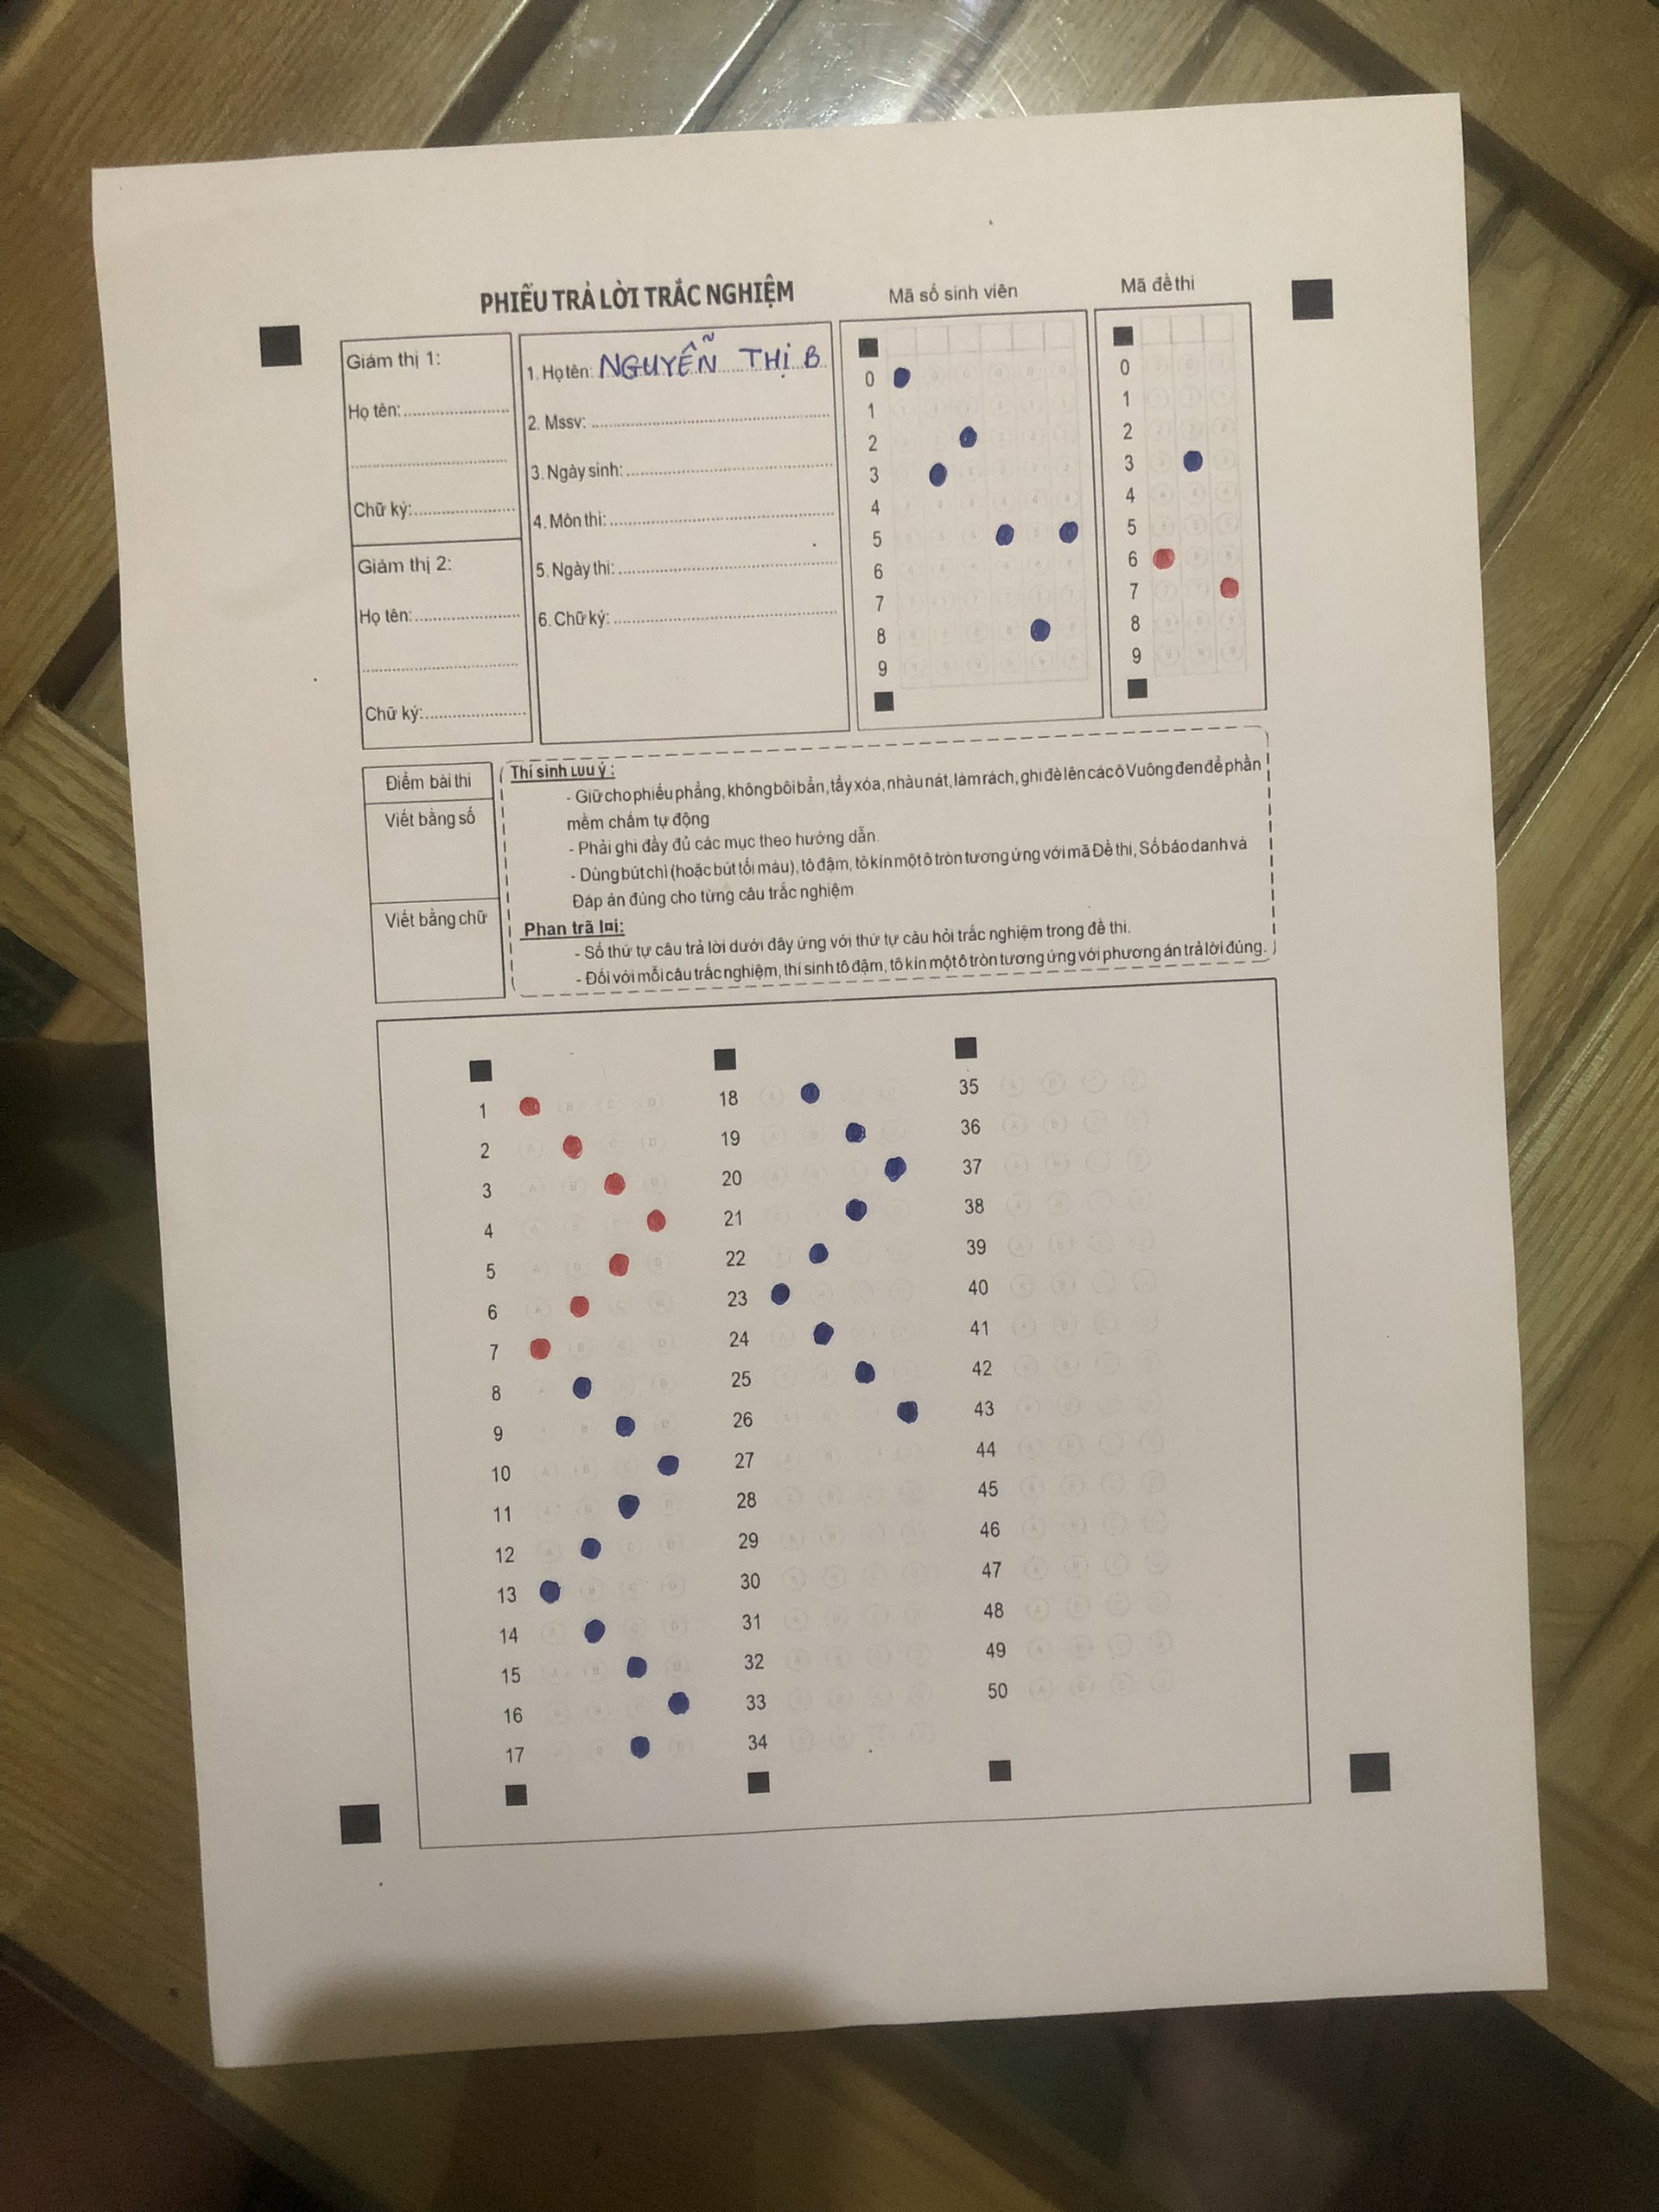 PHIẾU TRẢ LỜI TRẮC NGHIỆM
Mã số sinh viên
Mã đề thi
Giám thị 1:
Họ tên:
Chữ ký:
Giám thị 2:
Họ tên:
Chữ ký:
1. Họ tên: NGUYỄN THỊ B
2. Mssv:
3. Ngày sinh:
4. Môn thi:
5. Ngày thi:
6. Chữ ký:
0
1
2
3
4
5
6
7
8
9
0
1
2
3
4
5
6
7
8
9
Điểm bài thi
Viết bằng số
Viết bằng chữ
Thí sinh Lưu ý :
- Giữ cho phiếu phẳng, không bôi bẩn, tẩy xóa, nhàu nát, làm rách, ghi đè lên các ô Vuông đen để phần
mềm chấm tự động
- Phải ghi đầy đủ các mục theo hướng dẫn.
- Dùng bút chì (hoặc bút tối màu), tô đậm, tô kín một ô tròn tương ứng với mã Đề thi, Số báo danh và
Đáp án đúng cho từng câu trắc nghiệm
Phan trã lại:
- Số thứ tự câu trả lời dưới đây ứng với thứ tự câu hỏi trắc nghiệm trong đề thi.
- Đối với mỗi câu trắc nghiệm, thí sinh tô đậm, tô kín một ô tròn tương ứng với phương án trả lời đúng.
1
2
3
4
5
6
7
8
9
10
11
12
13
14
15
16
17
18
19
20
21
22
23
24
25
26
27
28
29
30
31
32
33
34
35
36
37
38
39
40
41
42
43
44
45
46
47
48
49
50